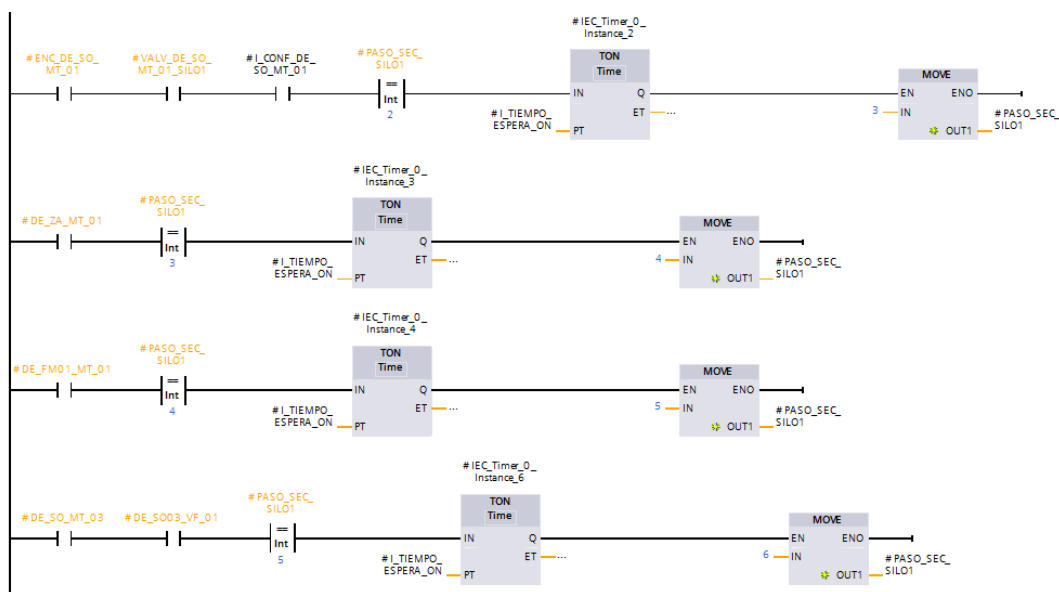 #IEC_Timer_0_
Instance_2
#ENC_DE_SO_
MT_01
#VALV_DE_SO_
MT_01_SILO1
#I_CONF_DE_
SO_MT_01
#PASO_SEC_
SILO1
==
Int
2
TON
Time
IN
Q
ET
...
#I_TIEMPO_
ESPERA_ON
PT
MOVE
EN
ENO
3
IN
OUT1
#PASO_SEC_
SILO1
#IEC_Timer_0_
Instance_3
#DE_ZA_MT_01
#PASO_SEC_
SILO1
==
Int
3
TON
Time
IN
Q
ET
...
#I_TIEMPO_
ESPERA_ON
PT
MOVE
EN
ENO
4
IN
OUT1
#PASO_SEC_
SILO1
#IEC_Timer_0_
Instance_4
#DE_FM01_MT_01
#PASO_SEC_
SILO1
==
Int
4
TON
Time
IN
Q
ET
...
#I_TIEMPO_
ESPERA_ON
PT
MOVE
EN
ENO
5
IN
OUT1
#PASO_SEC_
SILO1
#IEC_Timer_0_
Instance_6
#DE_SO_MT_03
#DE_SO03_VF_01
#PASO_SEC_
SILO1
==
Int
5
TON
Time
IN
Q
ET
...
#I_TIEMPO_
ESPERA_ON
PT
MOVE
EN
ENO
6
IN
OUT1
#PASO_SEC_
SILO1